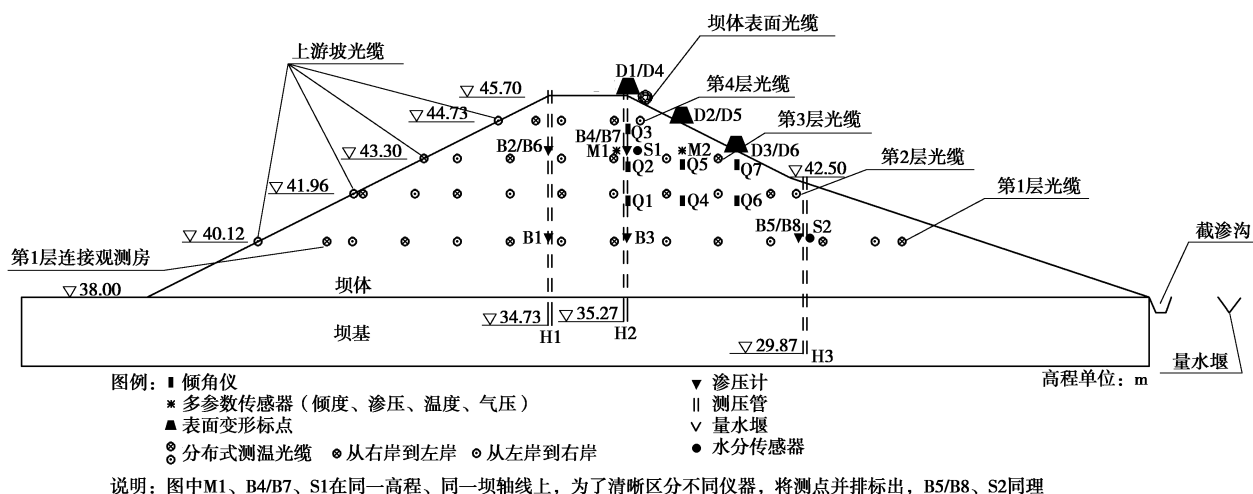 坝体表面光缆
上游坡光缆
D1/D4
▽45.70
第4层光缆
▽44.73
D2/D5
第3层光缆
B4/B7
Q3
▽43.30
B2/B6
M1
S1
M2
D3/D6
第2层光缆
Q2
Q5
Q7
▽42.50
▽41.96
第1层光缆
Q1
Q4
Q6
▽40.12
B1
B3
B5/B8
S2
截渗沟
第1层连接观测房
▽38.00
坝体
▽34.73
▽35.27
坝基
H1
H2
▽29.87
H3
量水堰
图例：
倾角仪
渗压计
高程单位：m
多参数传感器（倾度、渗压、温度、气压）
测压管
表面变形标点
量水堰
分布式测温光缆
从右岸到左岸
从左岸到右岸
水分传感器
说明：图中M1、B4/B7、S1在同一高程、同一坝轴线上，为了清晰区分不同仪器，将测点并排标出，B5/B8、S2同理